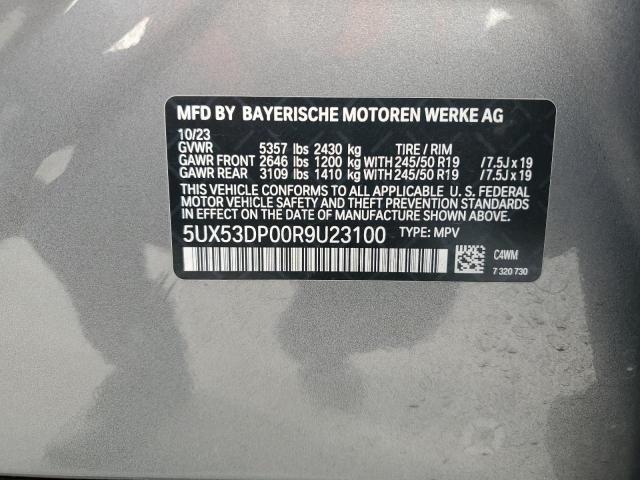 MFD BY BAYERISCHE MOTOREN WERKE AG
10/23
GVWR 5357 lbs 2430 kg TIRE / RIM
GAWR FRONT 2646 lbs 1200 kg WITH 245/50 R19 / 7.5J x 19
GAWR REAR 3109 lbs 1410 kg WITH 245/50 R19 / 7.5J x 19
THIS VEHICLE CONFORMS TO ALL APPLICABLE U. S. FEDERAL
MOTOR VEHICLE SAFETY, BUMPER, AND THEFT PREVENTION
STANDARDS IN EFFECT ON THE DATE OF MANUFACTURE SHOWN ABOVE.
5UX53DP00R9U23100 TYPE: MPV
C4WM
7 320 730